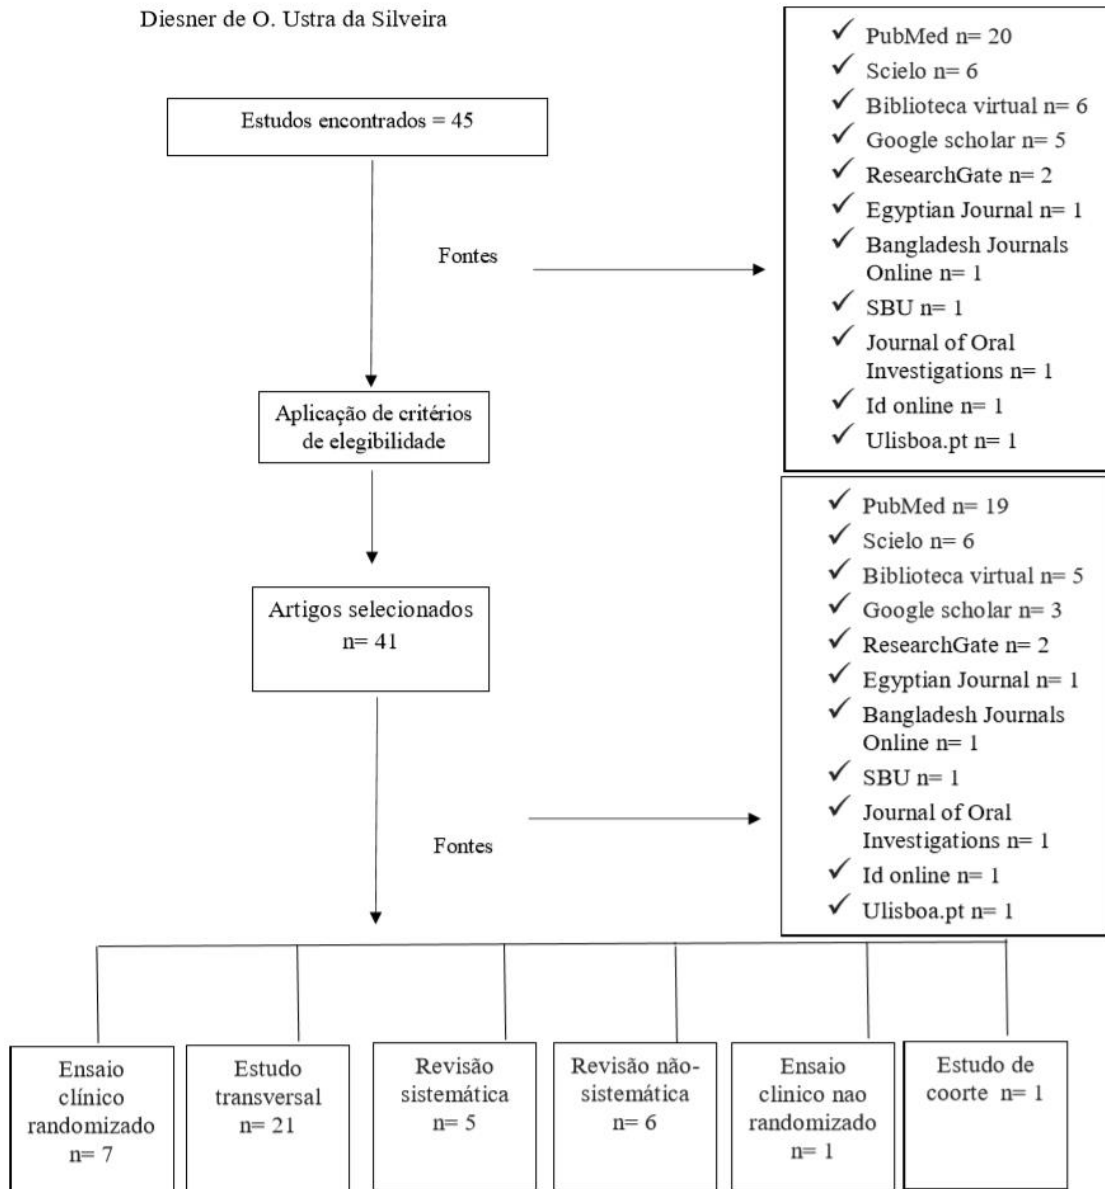 Diesner de O. Ustra da Silveira
Estudos encontrados = 45
Fontes
✓ PubMed n= 20
✓ Scielo n= 6
✓ Biblioteca virtual n= 6
✓ Google scholar n= 5
✓ ResearchGate n= 2
✓ Egyptian Journal n= 1
✓ Bangladesh Journals
Online n= 1
✓ SBU n= 1
✓ Journal of Oral
Investigations n= 1
✓ Id online n= 1
✓ Ulisboa.pt n= 1
Aplicação de critérios
de elegibilidade
Artigos selecionados
n= 41
Fontes
✓ PubMed n= 19
✓ Scielo n= 6
✓ Biblioteca virtual n= 5
✓ Google scholar n= 3
✓ ResearchGate n= 2
✓ Egyptian Journal n= 1
✓ Bangladesh Journals
Online n= 1
✓ SBU n= 1
✓ Journal of Oral
Investigations n= 1
✓ Id online n= 1
✓ Ulisboa.pt n= 1
Ensaio
clínico
randomizado
n= 7
Estudo
transversal
n= 21
Revisão
sistemática
n= 5
Revisão não-
sistemática
n= 6
Ensaio
clinico nao
randomizado
n= 1
Estudo de
coorte n= 1